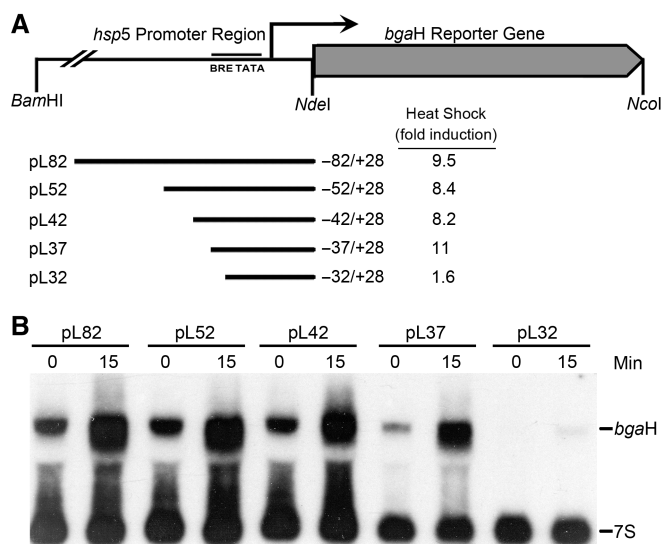 A
hsp5 Promoter Region
bgaH Reporter Gene
BRE TATA
BamHI
NdeI
NcoI
Heat Shock
(fold induction)
pL82 –82/+28 9.5
pL52 –52/+28 8.4
pL42 –42/+28 8.2
pL37 –37/+28 11
pL32 –32/+28 1.6
B
pL82 pL52 pL42 pL37 pL32
0 15 0 15 0 15 0 15 0 15 Min
bgaH
7S